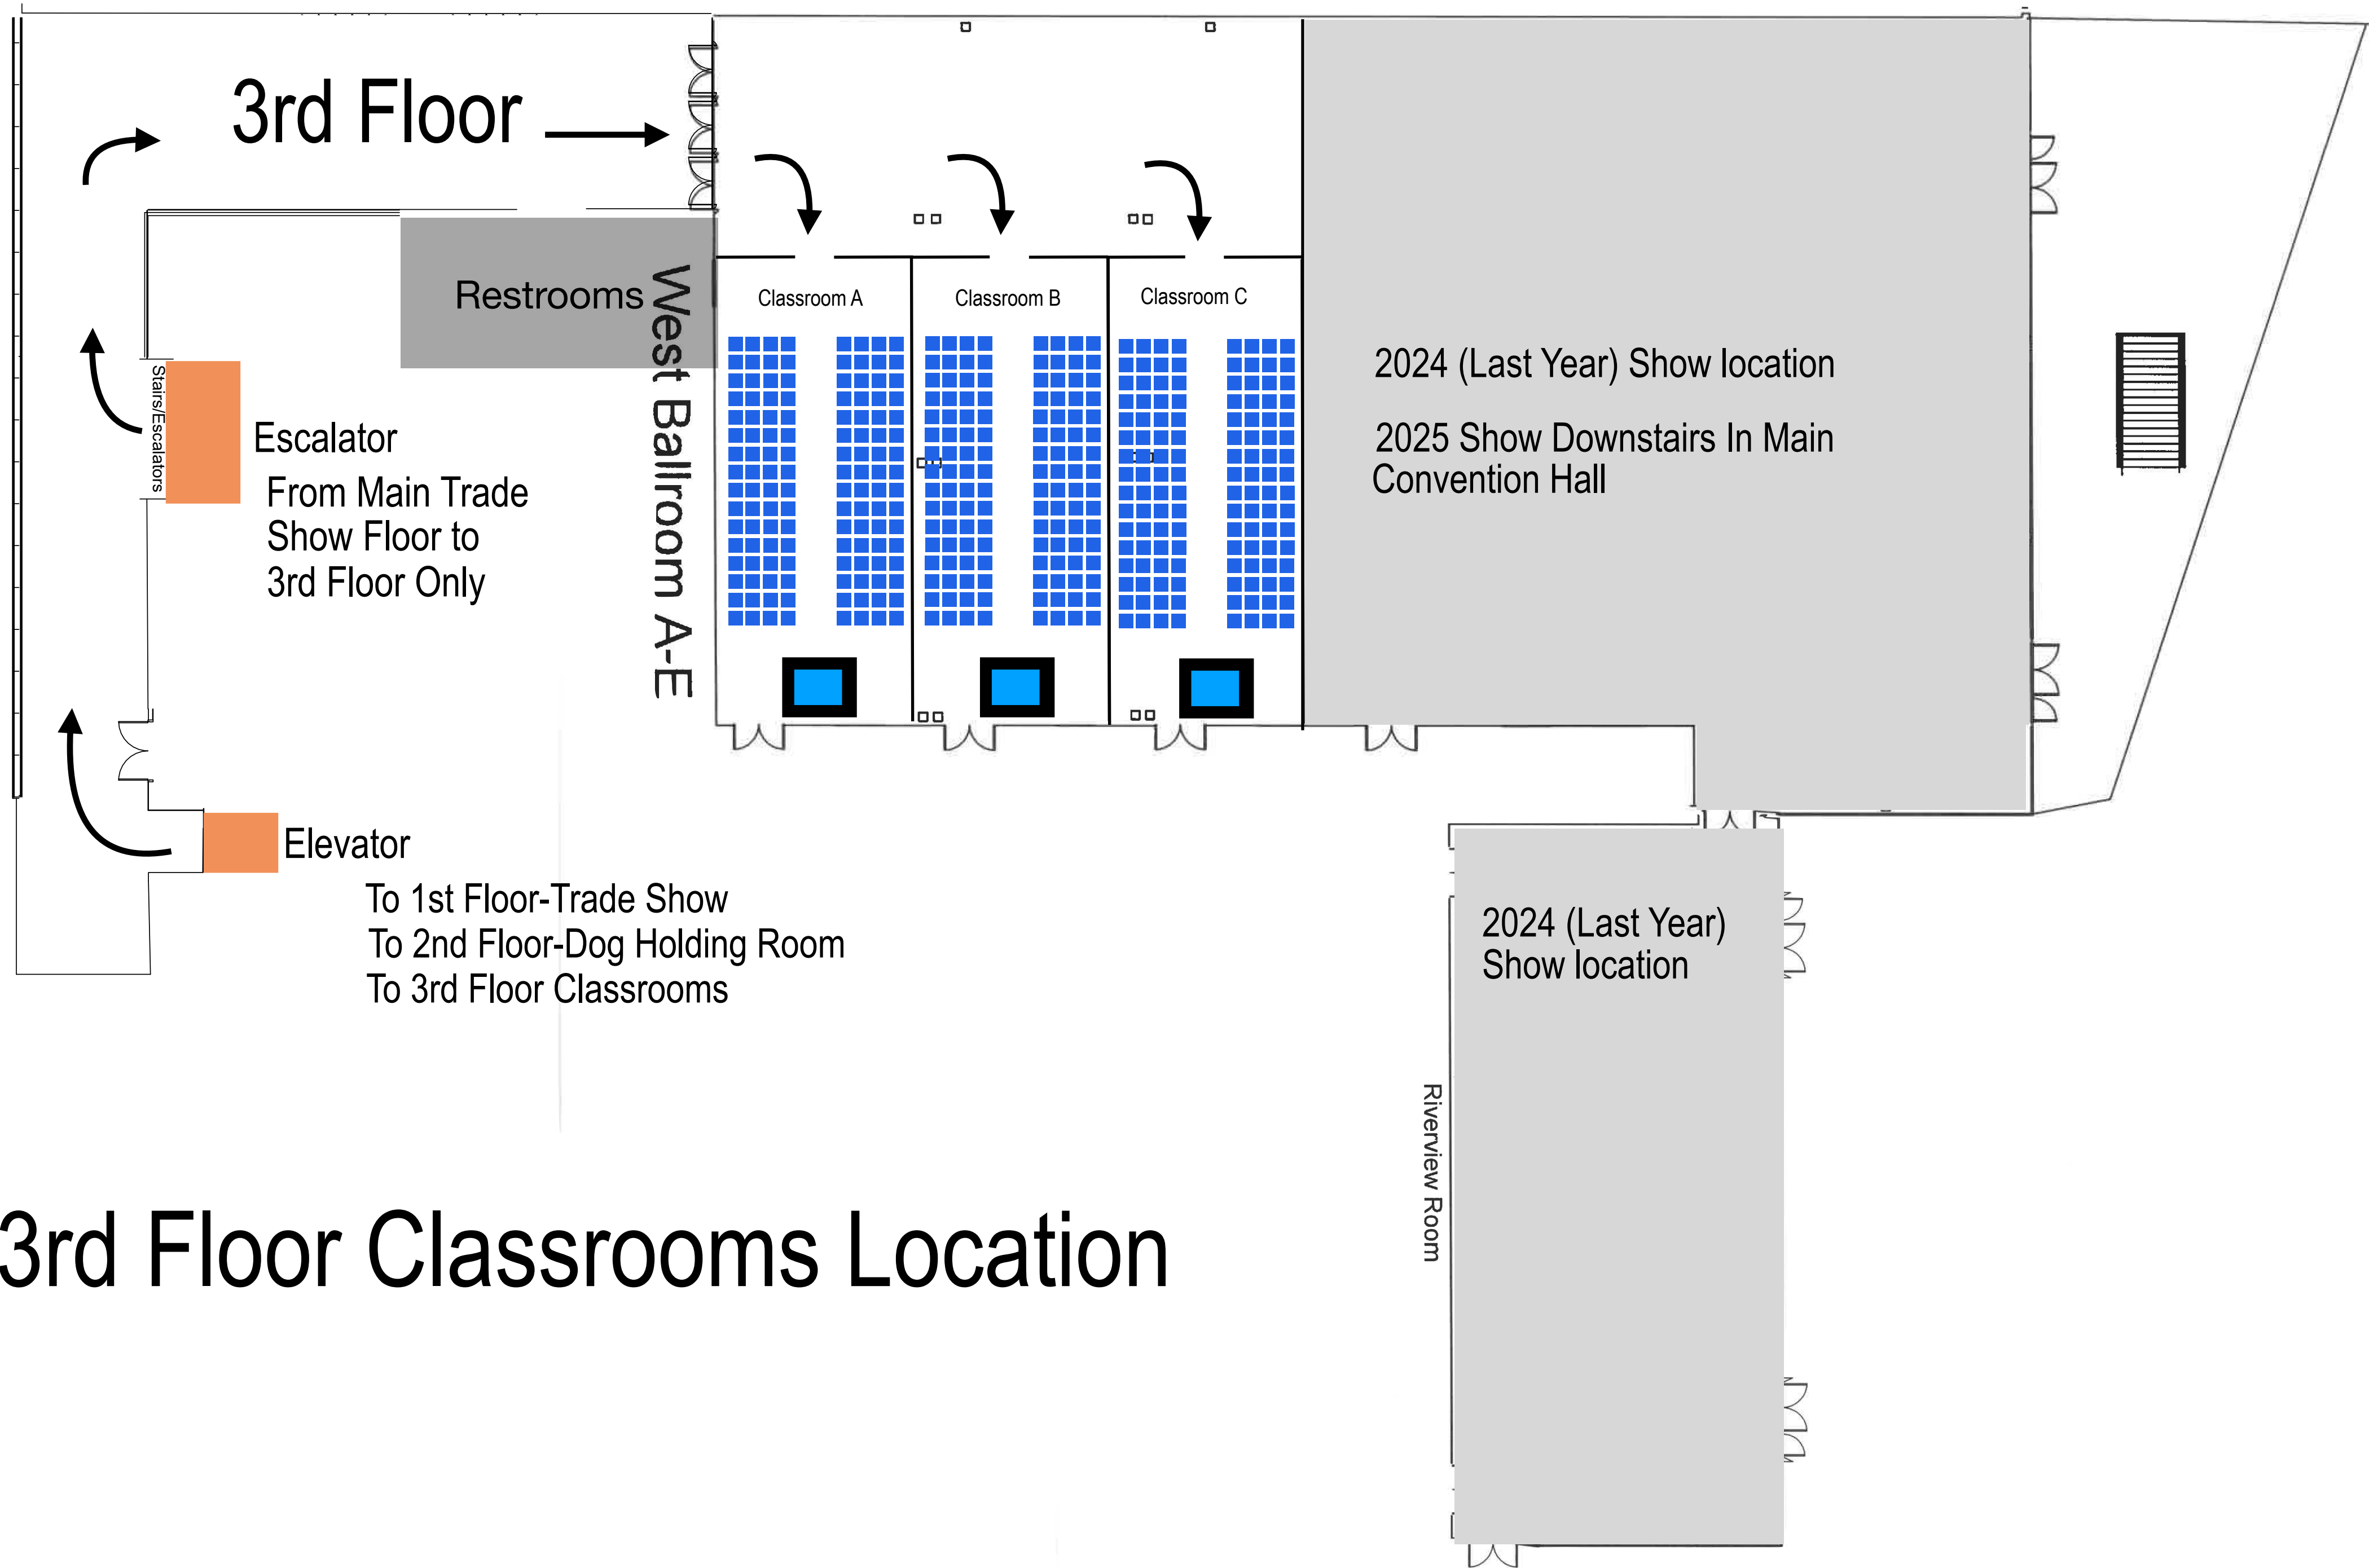 3rd Floor
Restrooms
West Ballroom A-E
Classroom A
Classroom B
Classroom C
2024 (Last Year) Show location
2025 Show Downstairs In Main
Convention Hall
Stairs/Escalators
Escalator
From Main Trade
Show Floor to
3rd Floor Only
Elevator
To 1st Floor-Trade Show
To 2nd Floor-Dog Holding Room
To 3rd Floor Classrooms
2024 (Last Year)
Show location
Riverview Room
3rd Floor Classrooms Location